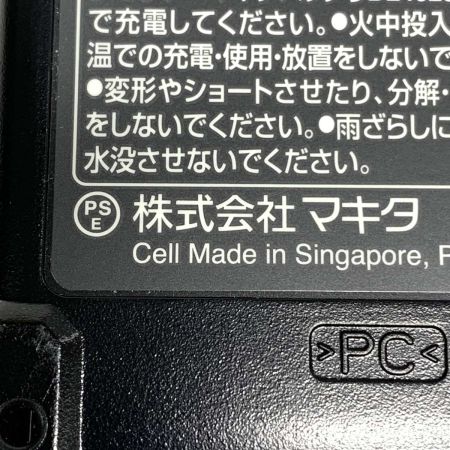 で充電してください。●火中投入
温での充電・使用・放置をしないで
●変形やショートさせたり、分解・
をしないでください。●雨ざらしに
水没させないでください。
PS
E 株式会社 マキタ
Cell Made in Singapore, P
>PC<